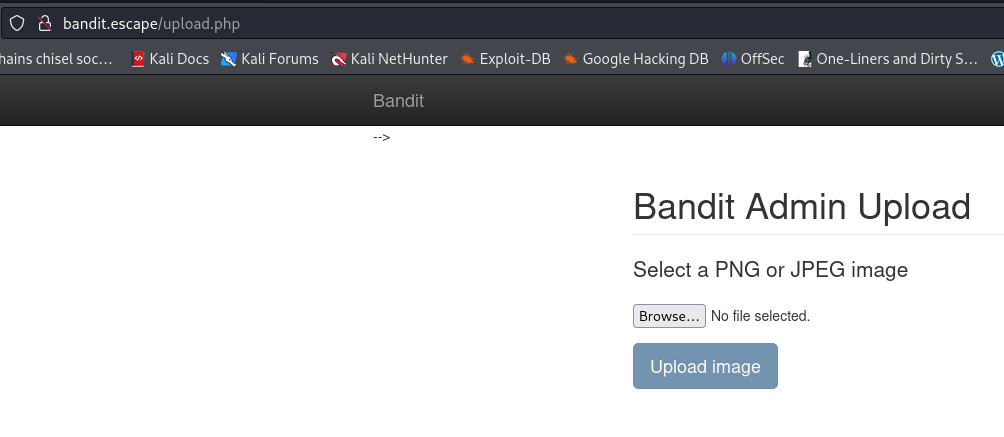 bandit.escape/upload.php
hains chisel soc… Kali Docs Kali Forums Kali NetHunter Exploit-DB Google Hacking DB OffSec One-Liners and Dirty S…
Bandit
-->
Bandit Admin Upload
Select a PNG or JPEG image
Browse… No file selected.
Upload image